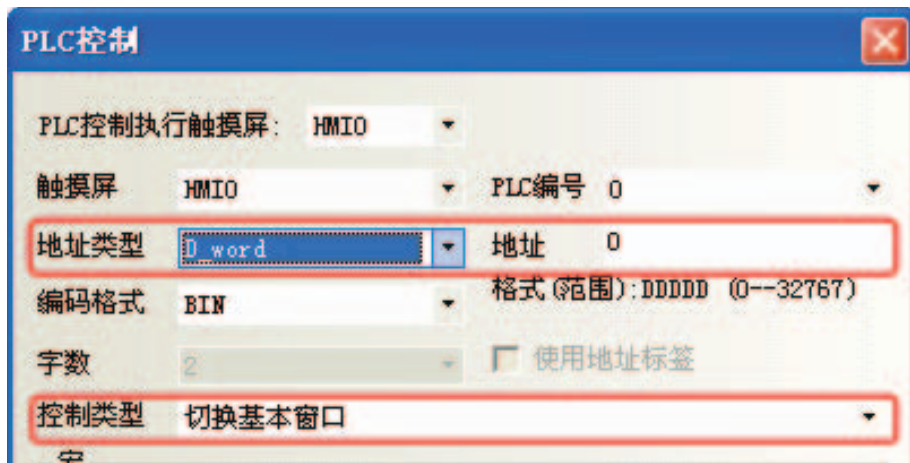 PLC控制
PLC控制执行触摸屏: HMI0
触摸屏 HMI0 PLC编号 0
地址类型 D_word 地址 0
编码格式 BIN 格式(范围):DDDDD (0--32767)
字数 2 使用地址标签
控制类型 切换基本窗口